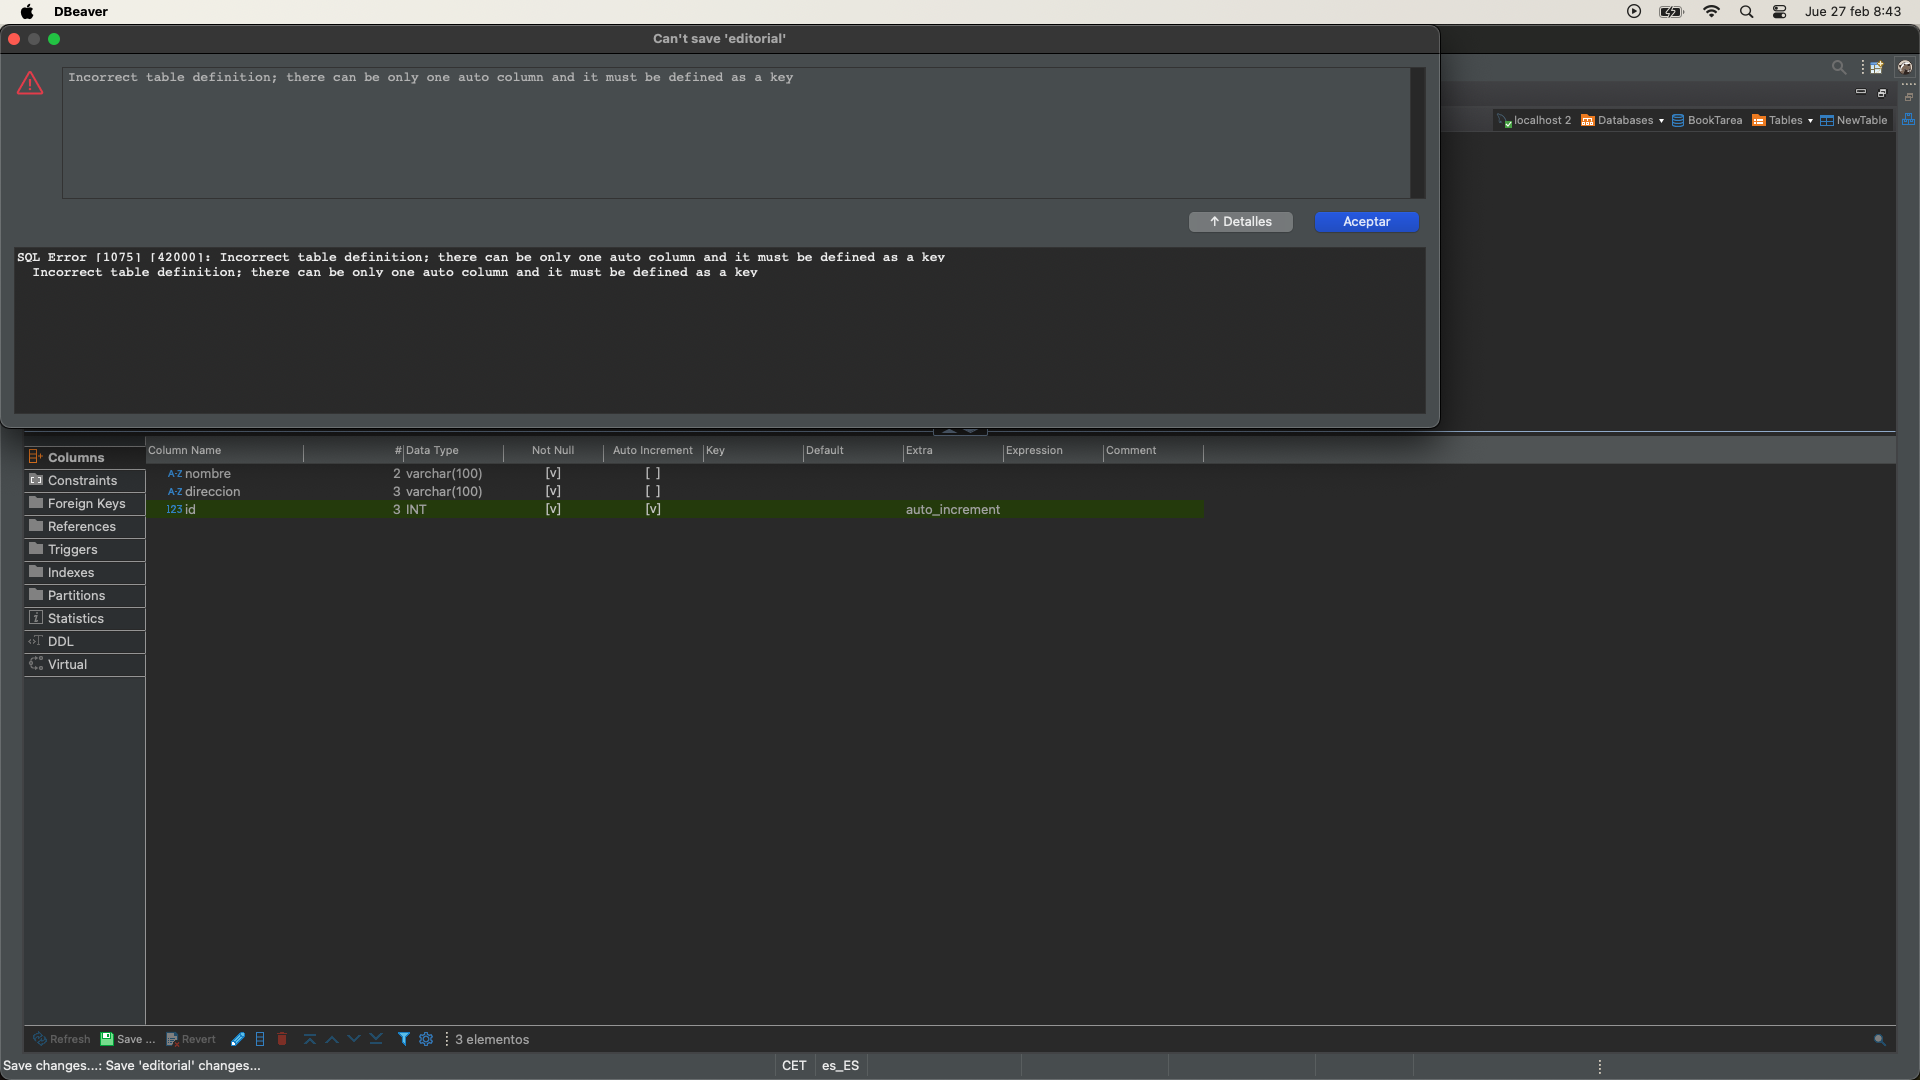 DBeaver
Jue 27 feb 8:43
Can't save 'editorial'
Incorrect table definition; there can be only one auto column and it must be defined as a key
localhost 2 Databases BookTarea Tables NewTable
↑ Detalles Aceptar
SQL Error [1075] [42000]: Incorrect table definition; there can be only one auto column and it must be defined as a key
Incorrect table definition; there can be only one auto column and it must be defined as a key
Columns
Constraints
Foreign Keys
References
Triggers
Indexes
Partitions
Statistics
DDL
Virtual
Column Name # Data Type Not Null Auto Increment Key Default Extra Expression Comment
A-Z nombre 2 varchar(100) [v] [ ]
A-Z direccion 3 varchar(100) [v] [ ]
123 id 3 INT [v] [v] auto_increment
Refresh Save ... Revert 3 elementos
Save changes...: Save 'editorial' changes... CET es_ES